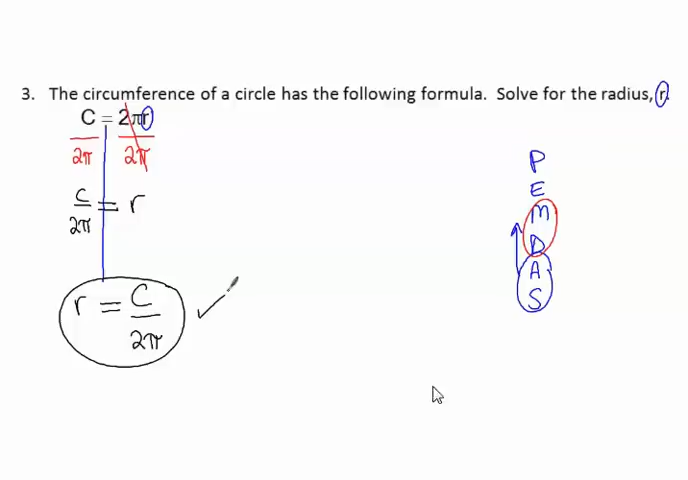 3. The circumference of a circle has the following formula. Solve for the radius, r.
C = 2πr
2π 2π
C/2π = r
r = C/2π
P
E
M
D
A
S